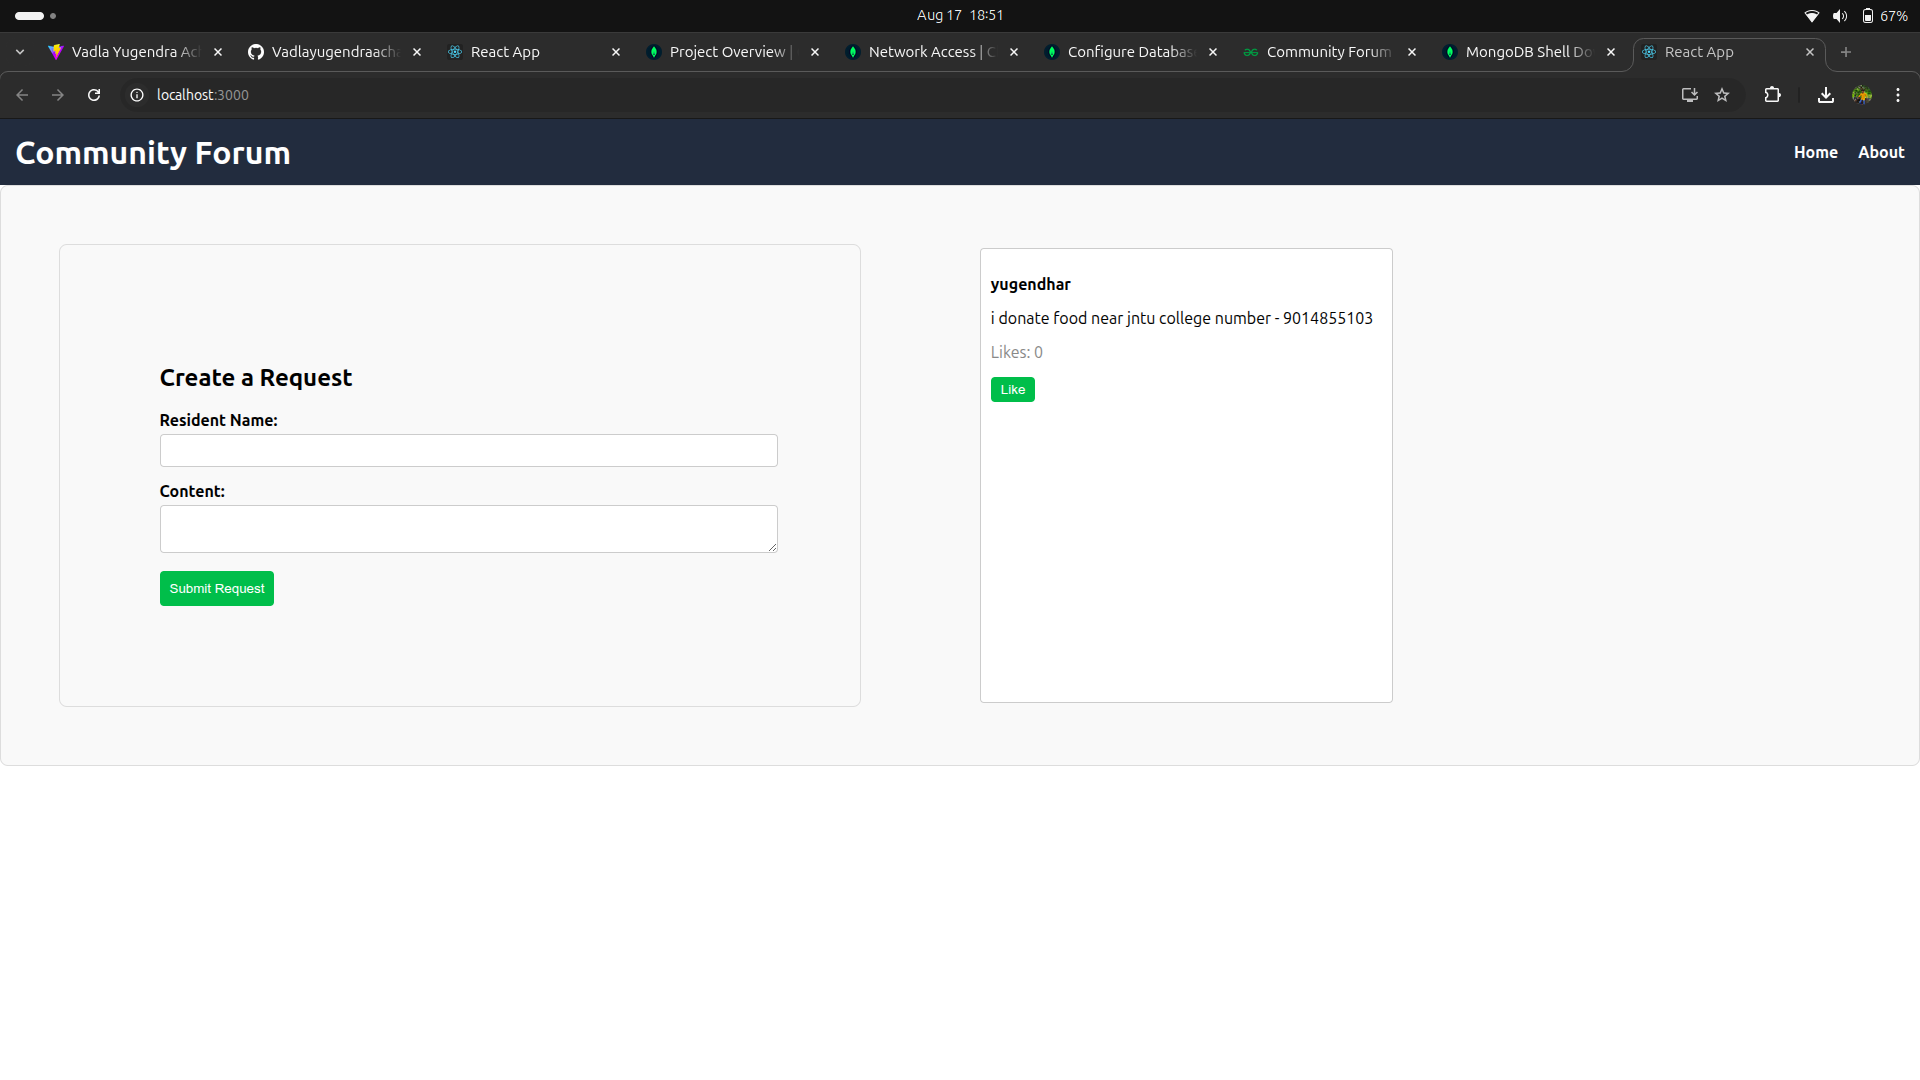 Aug 17 18:51
67%
Vadla Yugendra Ac
Vadlayugendraacha
React App
Project Overview |
Network Access | C
Configure Databas
Community Forum
MongoDB Shell Do
React App
localhost:3000
Community Forum
Home
About
Create a Request
Resident Name:
Content:
Submit Request
yugendhar
i donate food near jntu college number - 9014855103
Likes: 0
Like